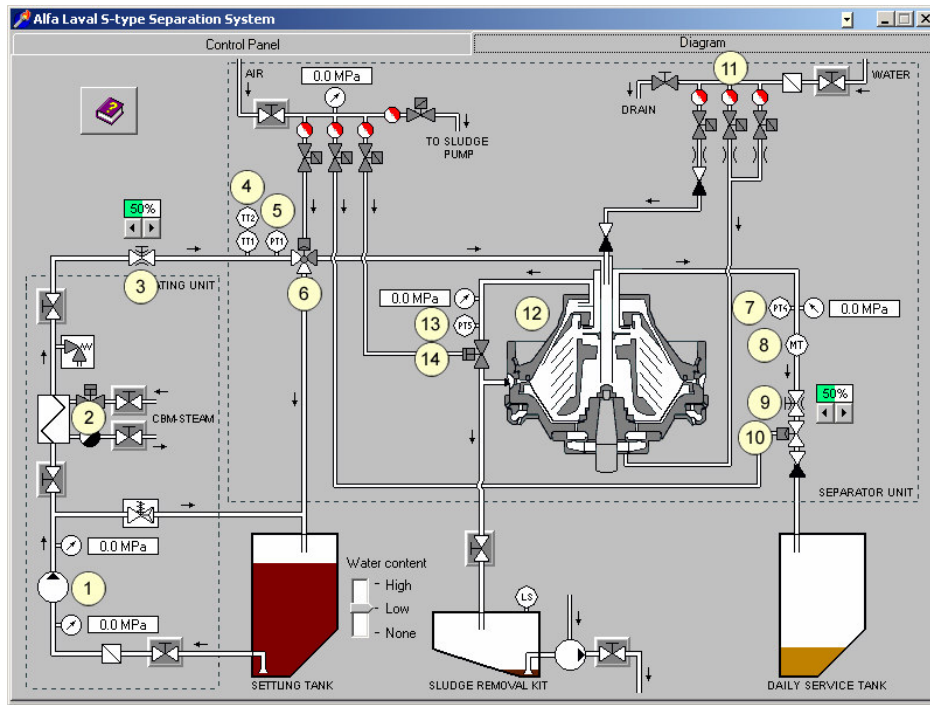 Alfa Laval S-type Separation System
Control Panel
Diagram
AIR
0.0 MPa
11
WATER
DRAIN
TO SLUDGE
PUMP
4
TT2
5
50%
TT1
PT1
3
ATING UNIT
6
0.0 MPa
12
7
PT4
0.0 MPa
13
PT5
8
MT
14
50%
2
CBM-STEAM
9
10
SEPARATOR UNIT
0.0 MPa
Water content
High
1
Low
LS
0.0 MPa
None
SETTLING TANK
SLUDGE REMOVAL KIT
DAILY SERVICE TANK